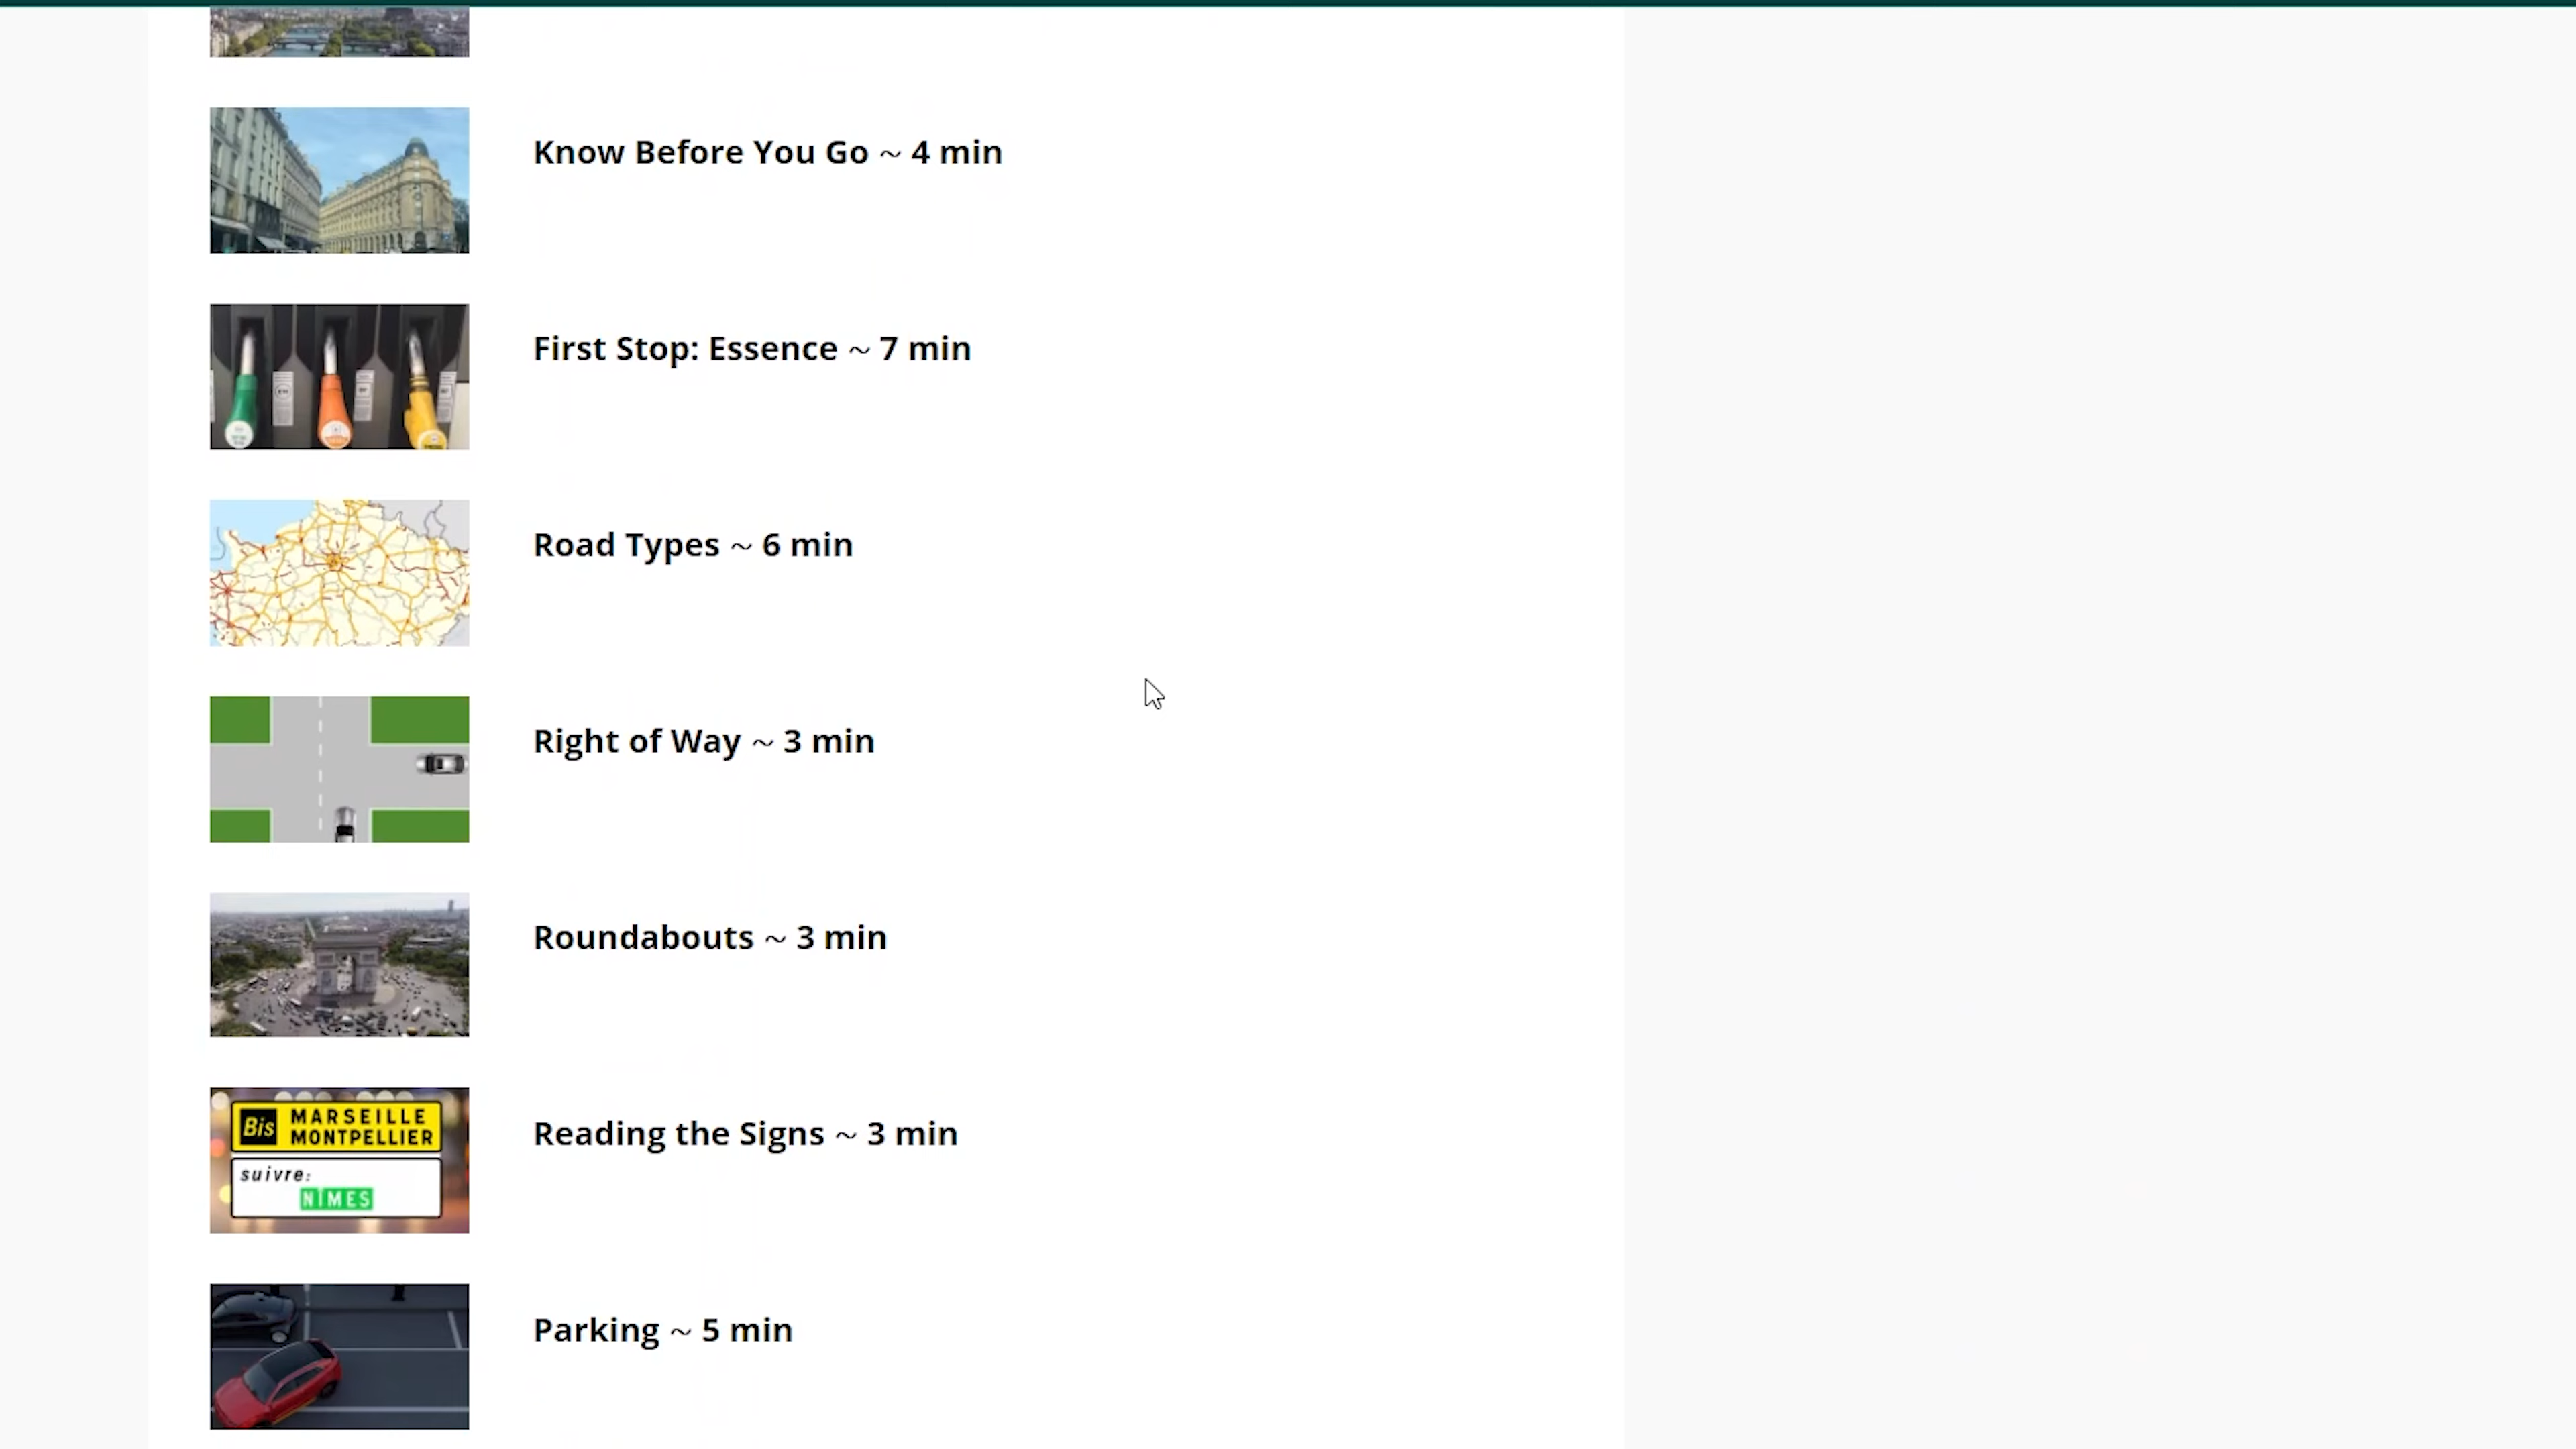 Know Before You Go ~ 4 min
First Stop: Essence ~ 7 min
Road Types ~ 6 min
Right of Way ~ 3 min
Roundabouts ~ 3 min
Bis MARSEILLE
MONTPELLIER
suivre:
NÎMES
Reading the Signs ~ 3 min
Parking ~ 5 min